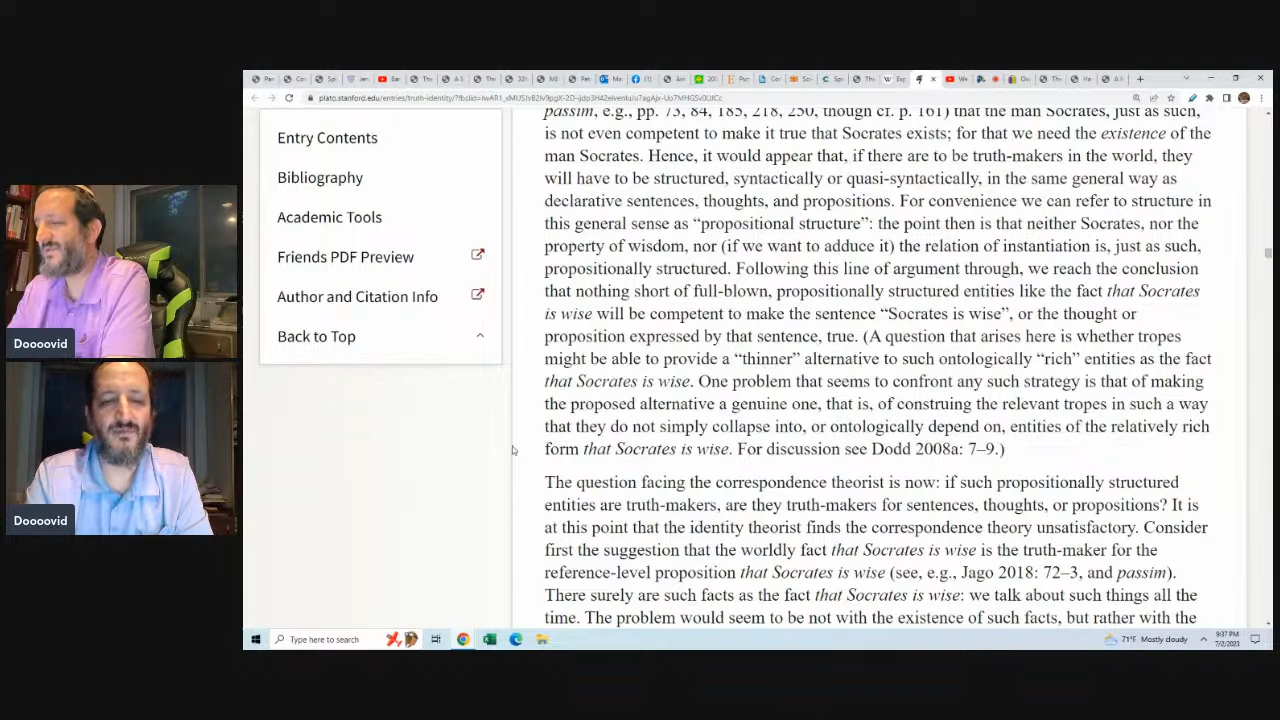 plato.stanford.edu/entries/truth-identity/
Entry Contents
Bibliography
Academic Tools
Friends PDF Preview
Author and Citation Info
Back to Top
passim, e.g., pp. 75, 84, 185, 218, 250, though cf. p. 161) that the man Socrates, just as such,
is not even competent to make it true that Socrates exists; for that we need the existence of the
man Socrates. Hence, it would appear that, if there are to be truth-makers in the world, they
will have to be structured, syntactically or quasi-syntactically, in the same general way as
declarative sentences, thoughts, and propositions. For convenience we can refer to structure in
this general sense as “propositional structure”: the point then is that neither Socrates, nor the
property of wisdom, nor (if we want to adduce it) the relation of instantiation is, just as such,
propositionally structured. Following this line of argument through, we reach the conclusion
that nothing short of full-blown, propositionally structured entities like the fact that Socrates
is wise will be competent to make the sentence “Socrates is wise”, or the thought or
proposition expressed by that sentence, true. (A question that arises here is whether tropes
might be able to provide a “thinner” alternative to such ontologically “rich” entities as the fact
that Socrates is wise. One problem that seems to confront any such strategy is that of making
the proposed alternative a genuine one, that is, of construing the relevant tropes in such a way
that they do not simply collapse into, or ontologically depend on, entities of the relatively rich
form that Socrates is wise. For discussion see Dodd 2008a: 7–9.)
The question facing the correspondence theorist is now: if such propositionally structured
entities are truth-makers, are they truth-makers for sentences, thoughts, or propositions? It is
at this point that the identity theorist finds the correspondence theory unsatisfactory. Consider
first the suggestion that the worldly fact that Socrates is wise is the truth-maker for the
reference-level proposition that Socrates is wise (see, e.g., Jago 2018: 72–3, and passim).
There surely are such facts as the fact that Socrates is wise: we talk about such things all the
time. The problem would seem to be not with the existence of such facts, but rather with the
Doooovid
Doooovid
Type here to search
71°F Mostly cloudy
9:37 PM
7/2/2023